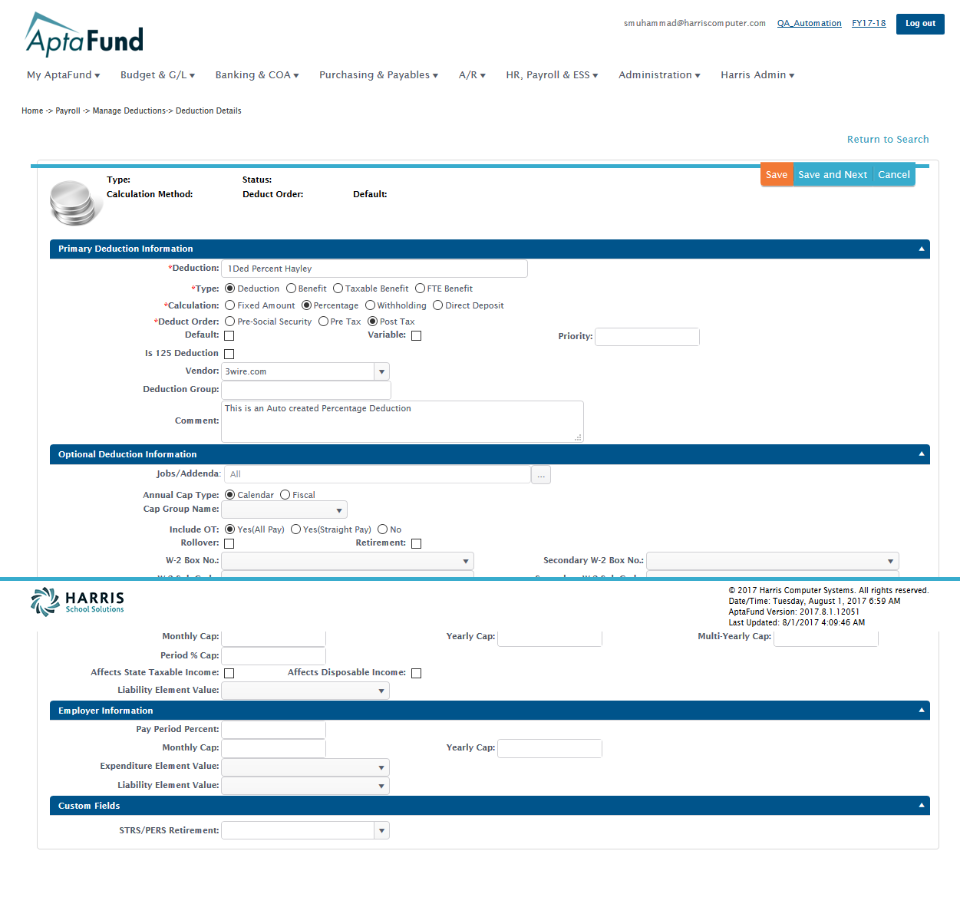 AptaFund
smuhammad@harriscomputer.com QA_Automation FY17-18 Log out
My AptaFund Budget & G/L Banking & COA Purchasing & Payables A/R HR, Payroll & ESS Administration Harris Admin
Home -> Payroll -> Manage Deductions-> Deduction Details
Return to Search
Save Save and Next Cancel
Type: Status:
Calculation Method: Deduct Order: Default:
Primary Deduction Information
*Deduction: 1Ded Percent Hayley
*Type: Deduction Benefit Taxable Benefit FTE Benefit
*Calculation: Fixed Amount Percentage Withholding Direct Deposit
*Deduct Order: Pre-Social Security Pre Tax Post Tax
Default: Variable: Priority:
Is 125 Deduction
Vendor: 3wire.com
Deduction Group:
Comment: This is an Auto created Percentage Deduction
Optional Deduction Information
Jobs/Addenda: All ...
Annual Cap Type: Calendar Fiscal
Cap Group Name:
Include OT: Yes(All Pay) Yes(Straight Pay) No
Rollover: Retirement:
W-2 Box No.: Secondary W-2 Box No.:
HARRIS
School Solutions
© 2017 Harris Computer Systems. All rights reserved.
Date/Time: Tuesday, August 1, 2017 6:59 AM
AptaFund Version: 2017.8.1.12051
Last Updated: 8/1/2017 4:09:46 AM
Monthly Cap: Yearly Cap: Multi-Yearly Cap:
Period % Cap:
Affects State Taxable Income: Affects Disposable Income:
Liability Element Value:
Employer Information
Pay Period Percent:
Monthly Cap: Yearly Cap:
Expenditure Element Value:
Liability Element Value:
Custom Fields
STRS/PERS Retirement: